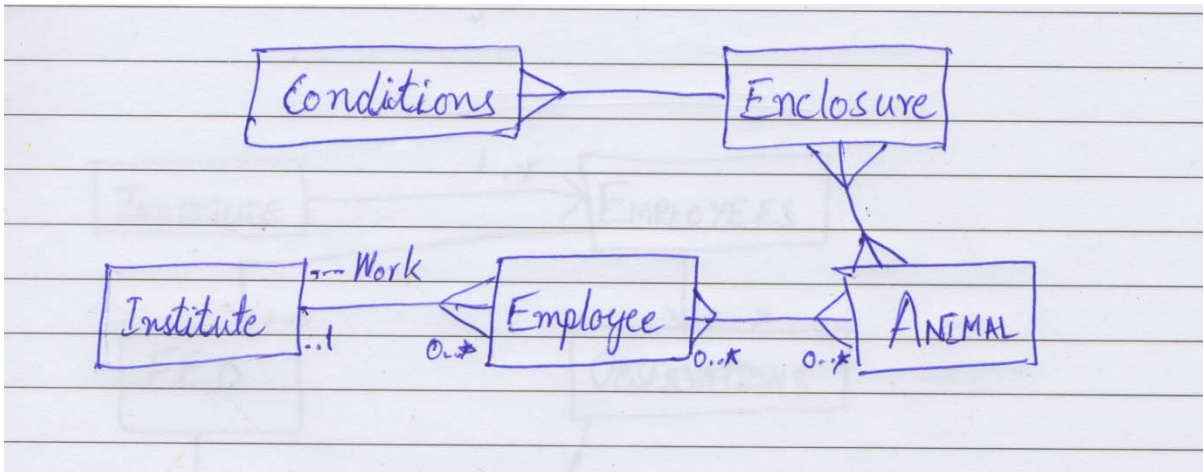 Conditions
Enclosure
Work
Institute
Employee
ANIMAL
..1
0..*
0..*
0..*